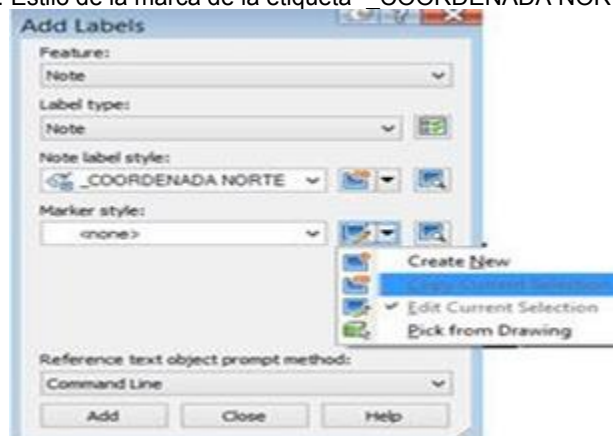 Estilo de la marca de la etiqueta "_COORDENADA NOR
Add Labels
Feature:
Note
Label type:
Note
Note label style:
_COORDENADA NORTE
Marker style:
<none>
Create New
Copy Current Selection
Edit Current Selection
Pick from Drawing
Reference text object prompt method:
Command Line
Add Close Help